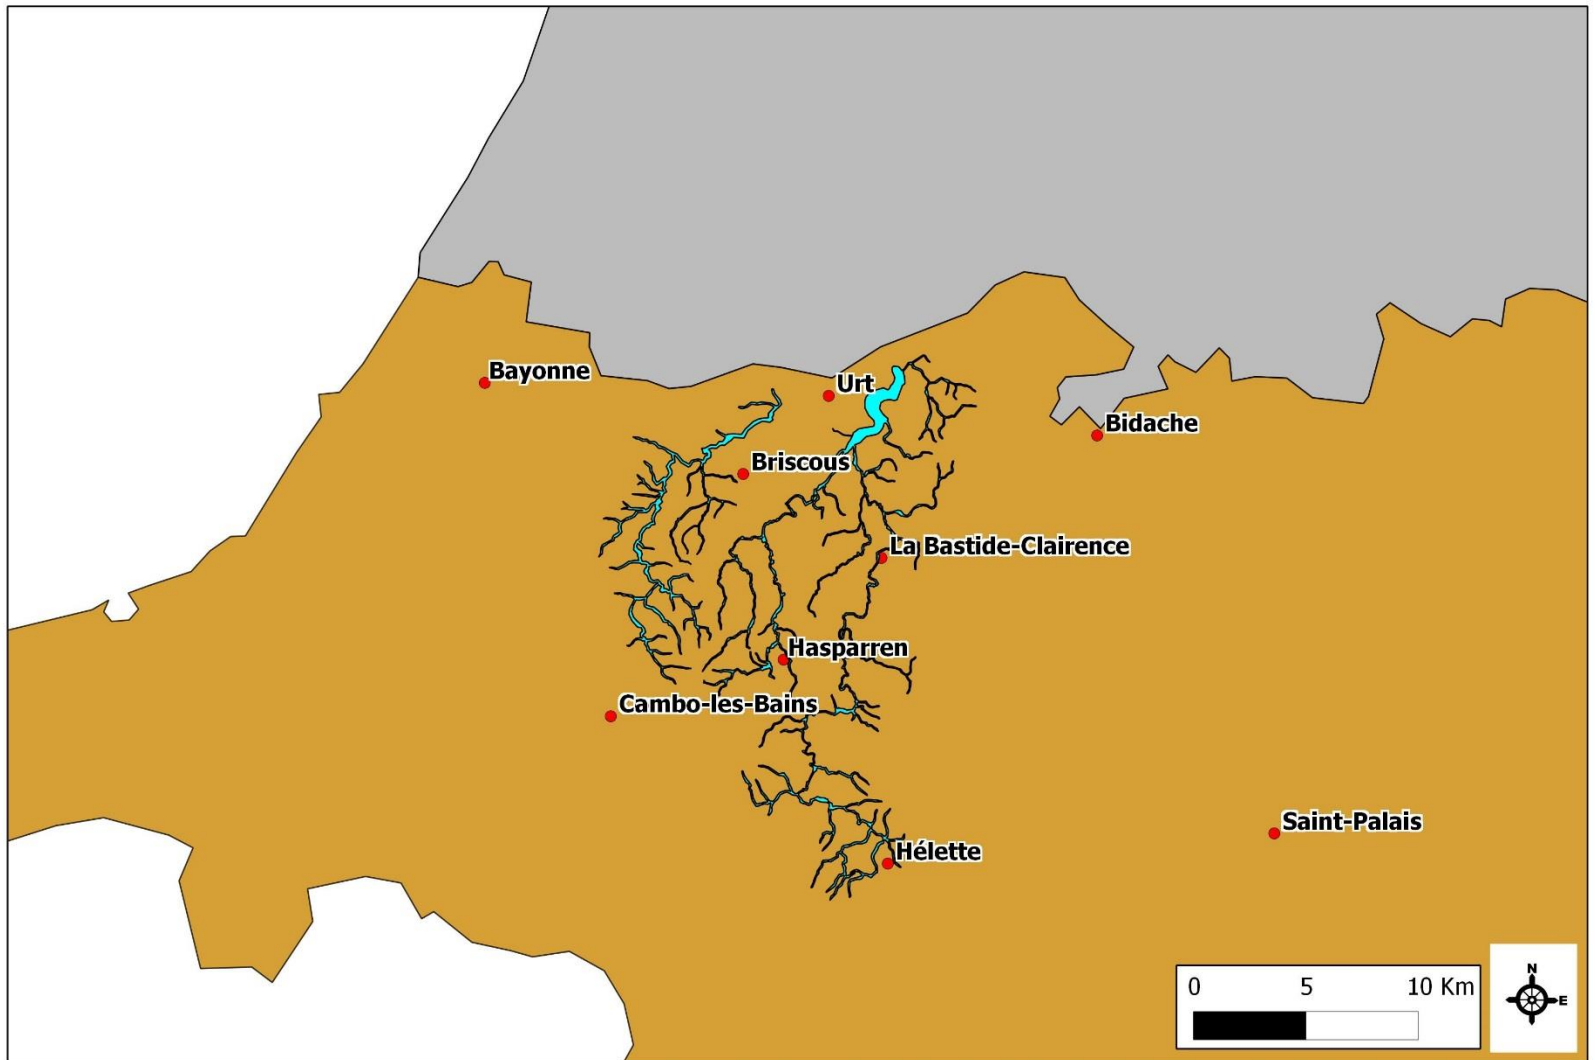 Bayonne
Urt
Bidache
Briscous
La Bastide-Clairence
Hasparren
Cambo-les-Bains
Saint-Palais
Hélette
N
E
0 5 10 Km